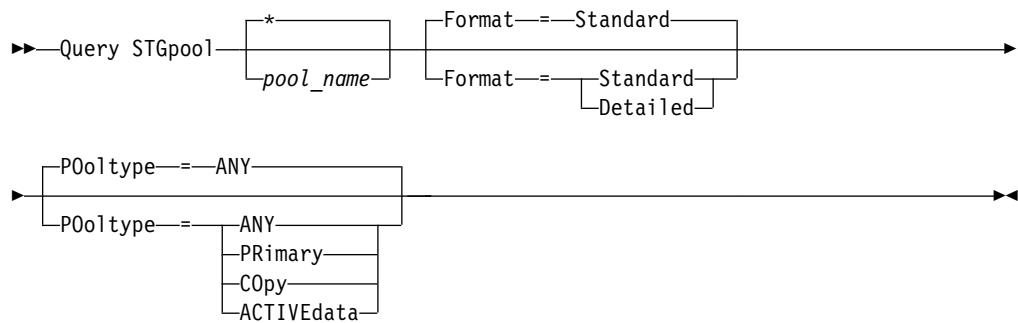 * Format = Standard
Query STGpool
pool_name Format = Standard
Detailed
POoltype = ANY
POoltype = ANY
PRimary
COpy
ACTIVEdata